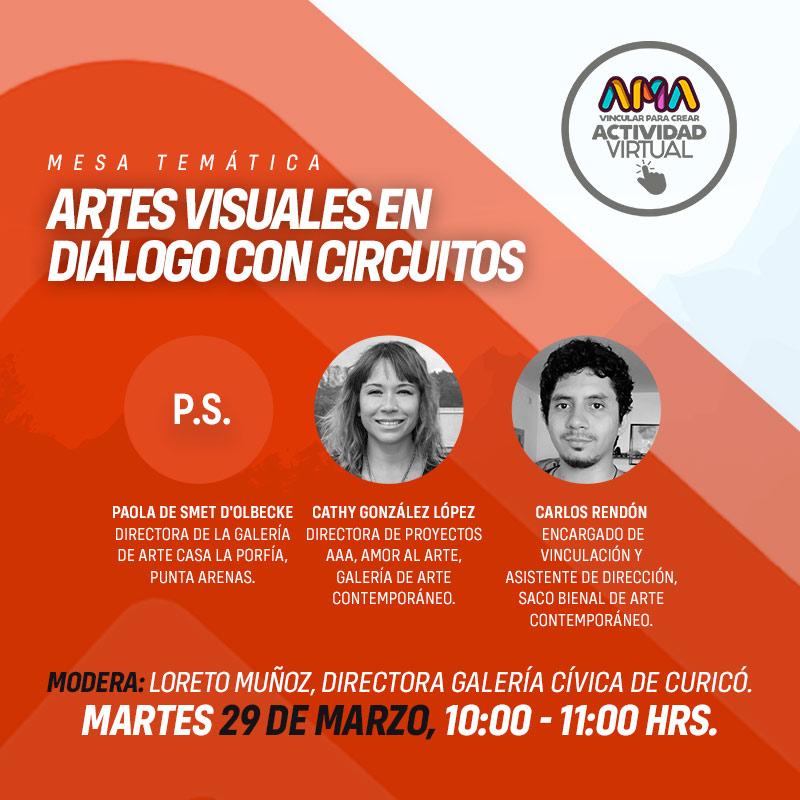 AMA
VINCULAR PARA CREAR
ACTIVIDAD
VIRTUAL
MESA TEMÁTICA
ARTES VISUALES EN
DIÁLOGO CON CIRCUITOS
P.S.
PAOLA DE SMET D'OLBECKE
DIRECTORA DE LA GALERÍA
DE ARTE CASA LA PORFÍA,
PUNTA ARENAS.
CATHY GONZÁLEZ LÓPEZ
DIRECTORA DE PROYECTOS
AAA, AMOR AL ARTE,
GALERÍA DE ARTE
CONTEMPORÁNEO.
CARLOS RENDÓN
ENCARGADO DE
VINCULACIÓN Y
ASISTENTE DE DIRECCIÓN,
SACO BIENAL DE ARTE
CONTEMPORÁNEO.
MODERA: LORETO MUÑOZ, DIRECTORA GALERÍA CÍVICA DE CURICÓ.
MARTES 29 DE MARZO, 10:00 - 11:00 HRS.